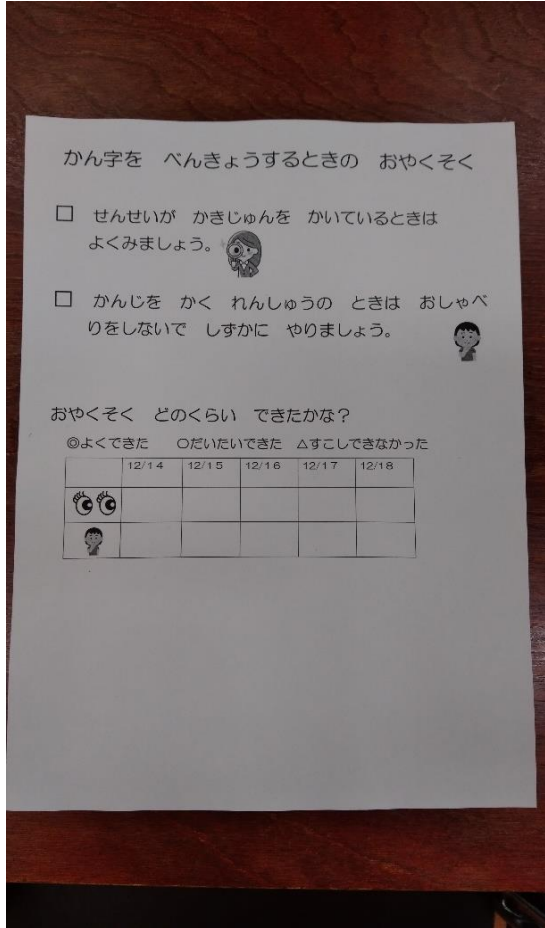 かん字を　べんきょうするときの　おやくそく
□　せんせいが　かきじゅんを　かいているときは
よくみましょう。
□　かんじを　かく　れんしゅうの　ときは　おしゃべ
りをしないで　しずかに　やりましょう。
おやくそく　どのくらい　できたかな？
◎よくできた　　○だいたいできた　△すこしできなかった
12/14　12/15　12/16　12/17　12/18